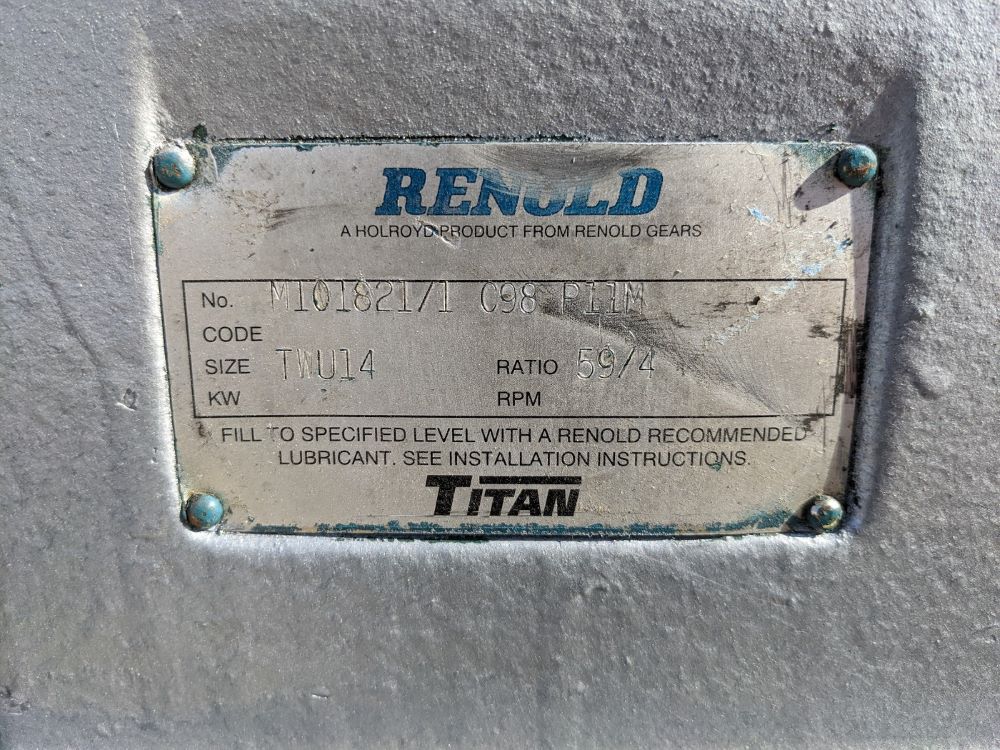 RENOLD
A HOLROYD PRODUCT FROM RENOLD GEARS
No. M101821/1 C98 P11M
CODE
SIZE TWU14 RATIO 59/4
KW RPM
FILL TO SPECIFIED LEVEL WITH A RENOLD RECOMMENDED
LUBRICANT. SEE INSTALLATION INSTRUCTIONS.
TITAN